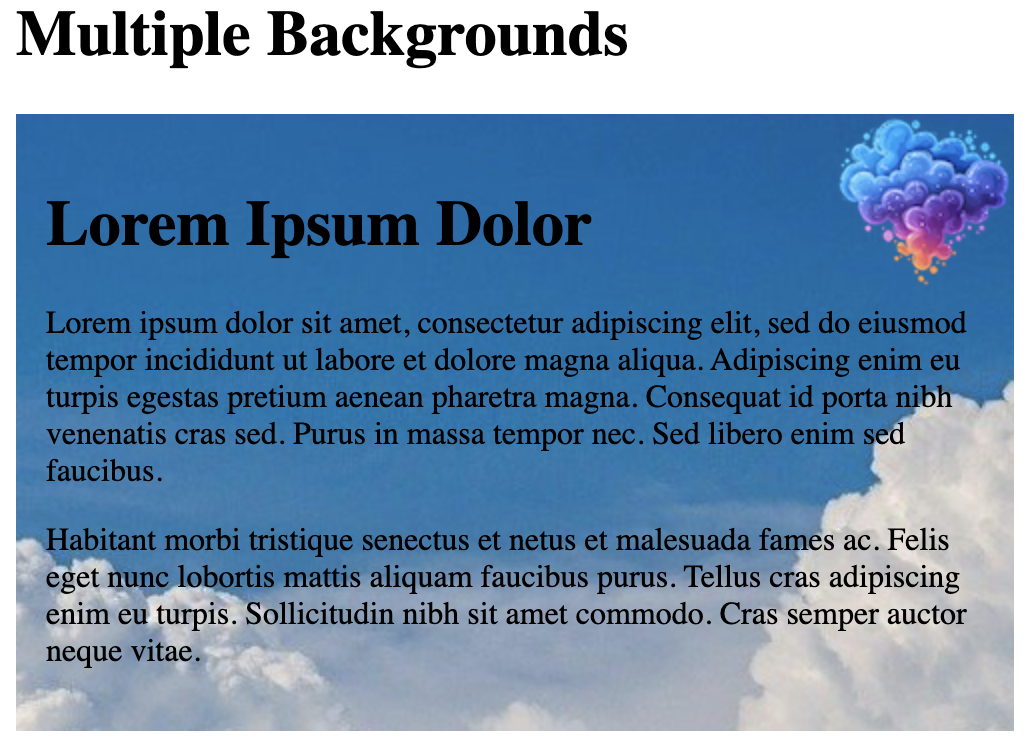 Multiple Backgrounds
Lorem Ipsum Dolor
Lorem ipsum dolor sit amet, consectetur adipiscing elit, sed do eiusmod
tempor incididunt ut labore et dolore magna aliqua. Adipiscing enim eu
turpis egestas pretium aenean pharetra magna. Consequat id porta nibh
venenatis cras sed. Purus in massa tempor nec. Sed libero enim sed
faucibus.
Habitant morbi tristique senectus et netus et malesuada fames ac. Felis
eget nunc lobortis mattis aliquam faucibus purus. Tellus cras adipiscing
enim eu turpis. Sollicitudin nibh sit amet commodo. Cras semper auctor
neque vitae.